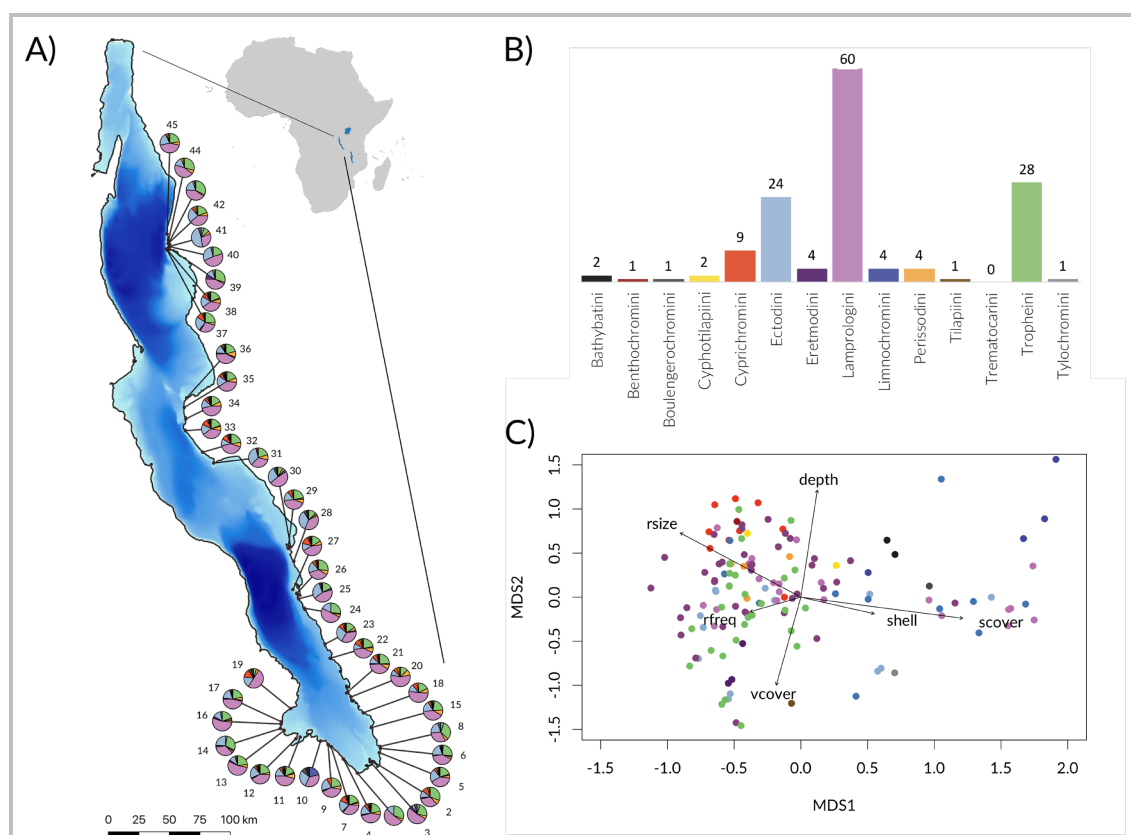 A)
45
44
42
41
40
39
38
37
36
35
34
33
32
31
30
29
28
27
26
25
24
23
22
21
20
19
18
17
15
16
8
14
6
13
5
12
11
10
9
2
7
4
3
0 25 50 75 100 km
B)
2 1 1 2 9 24 4 60 4 4 1 0 28 1
Bathybatini
Benthochromini
Boulengerochromini
Cyphotilapiini
Cyprichromini
Ectodini
Eretmodini
Lamprologini
Limnochromini
Perissodini
Tilapiini
Trematocarini
Tropheini
Tylochromini
C)
MDS2
1.5
1.0
0.5
0.0
-0.5
-1.0
-1.5
depth
rsize
rfreq
shell
scover
vcover
-1.5 -1.0 -0.5 0.0 0.5 1.0 1.5 2.0
MDS1